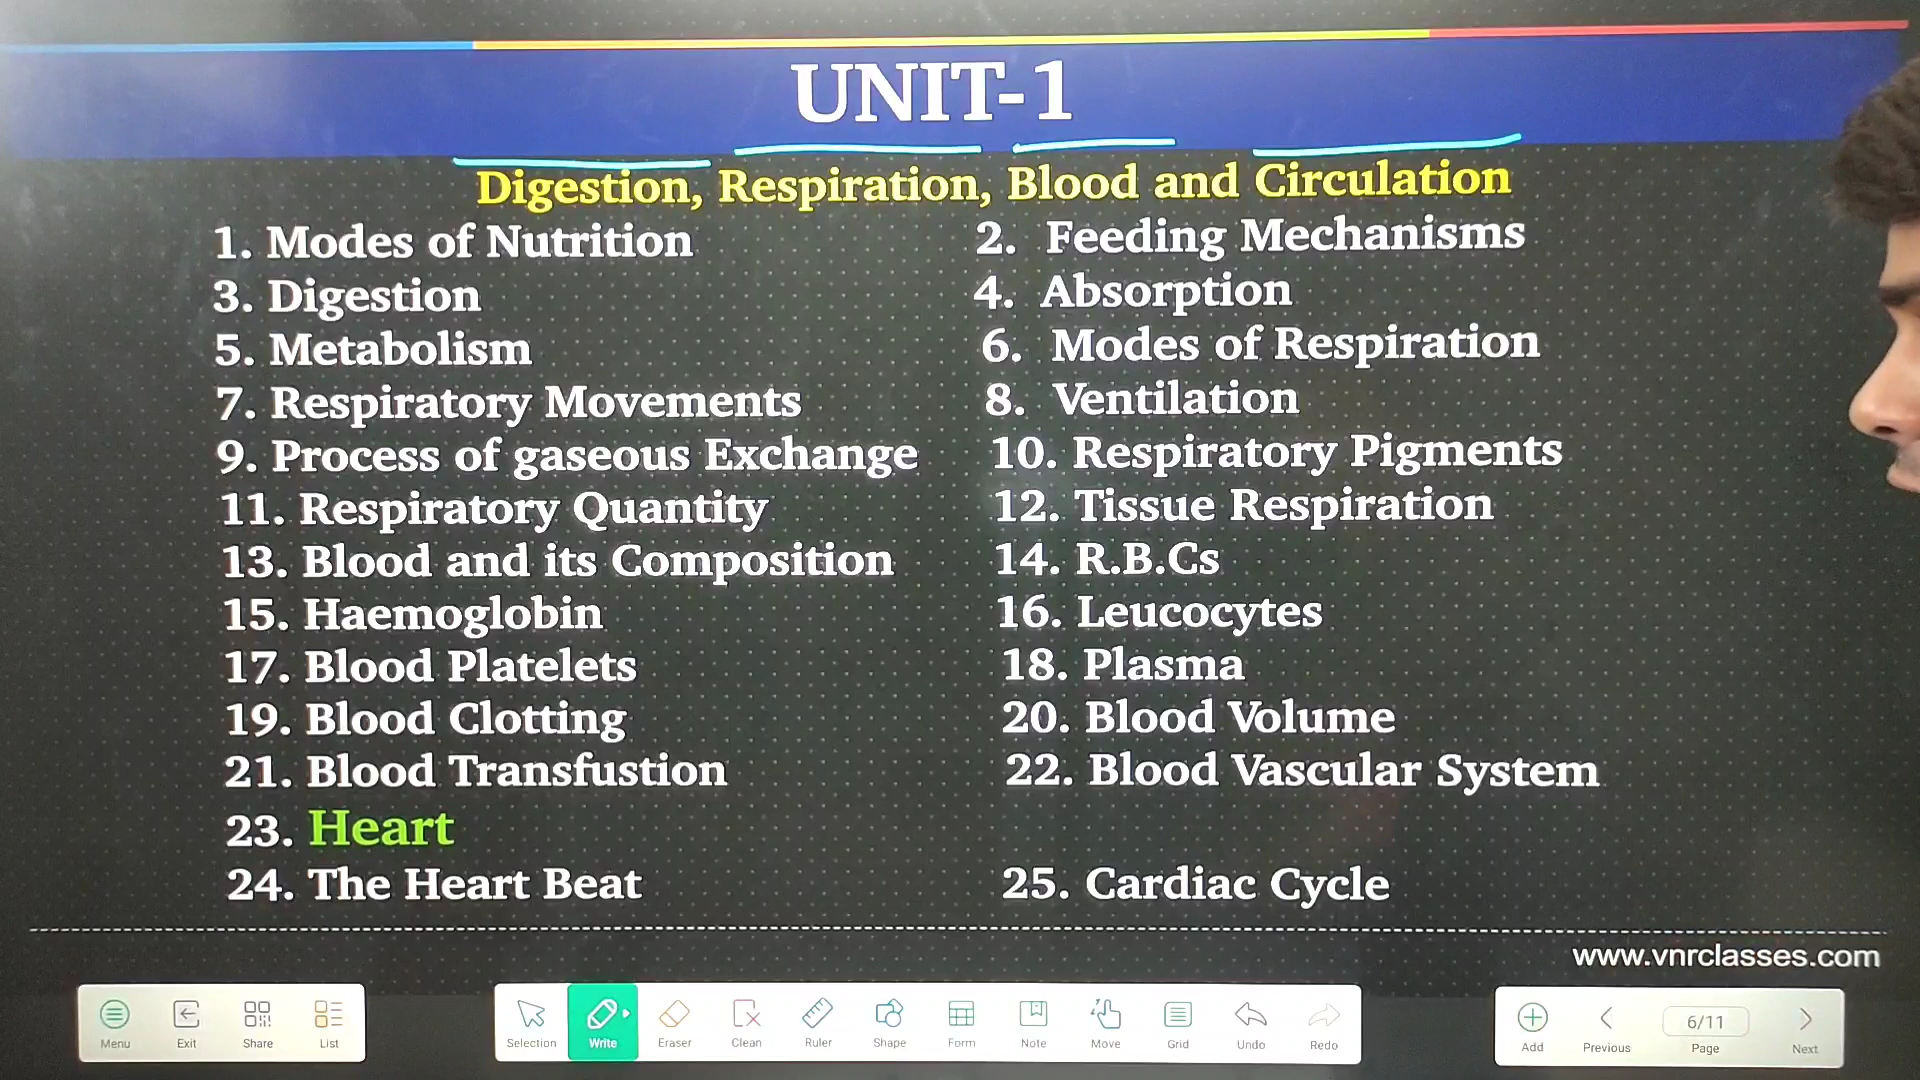 UNIT-1
Digestion, Respiration, Blood and Circulation
1. Modes of Nutrition 2. Feeding Mechanisms
3. Digestion 4. Absorption
5. Metabolism 6. Modes of Respiration
7. Respiratory Movements 8. Ventilation
9. Process of gaseous Exchange 10. Respiratory Pigments
11. Respiratory Quantity 12. Tissue Respiration
13. Blood and its Composition 14. R.B.Cs
15. Haemoglobin 16. Leucocytes
17. Blood Platelets 18. Plasma
19. Blood Clotting 20. Blood Volume
21. Blood Transfustion 22. Blood Vascular System
23. Heart
24. The Heart Beat 25. Cardiac Cycle
www.vnrclasses.com
Menu Exit Share List Selection Write Eraser Clean Ruler Shape Form Note Move Grid Undo Redo Add Previous 6/11 Page Next